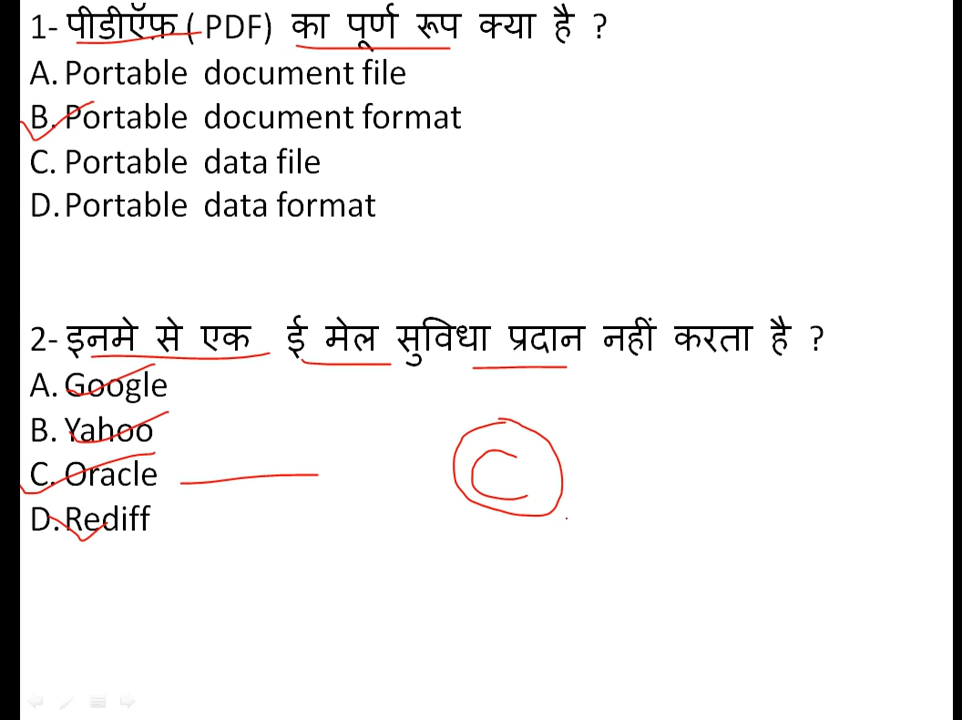 1- पीडीऍफ़ ( PDF) का पूर्ण रूप क्या है ?
A. Portable document file
B. Portable document format
C. Portable data file
D. Portable data format
2- इनमे से एक ई मेल सुविधा प्रदान नहीं करता है ?
A. Google
B. Yahoo
C. Oracle
C
D. Rediff